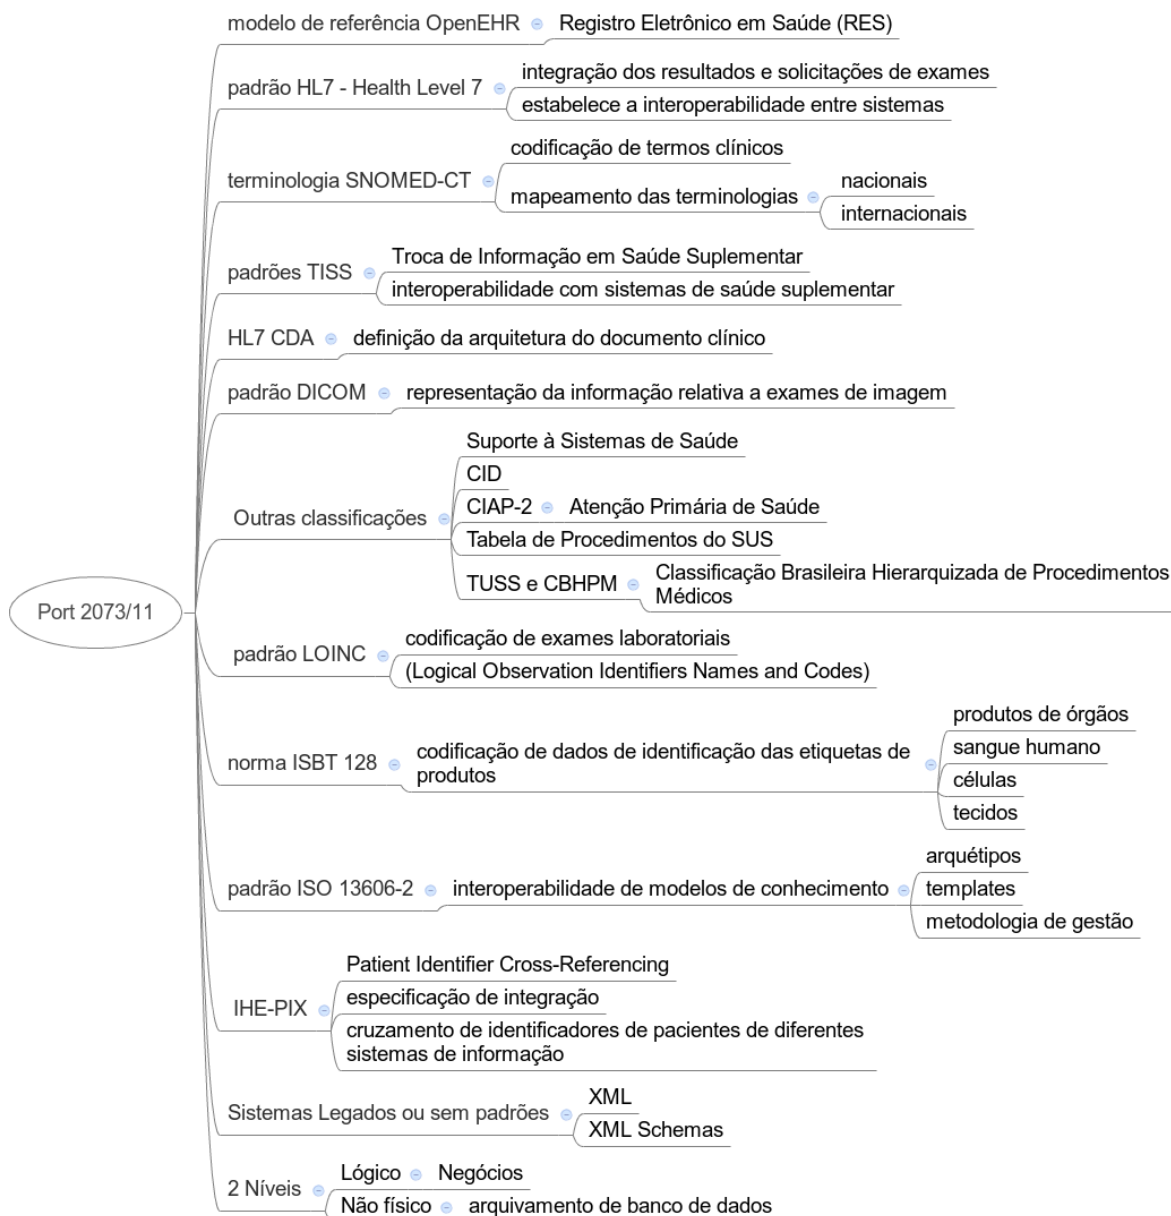 modelo de referência OpenEHR
Registro Eletrônico em Saúde (RES)
padrão HL7 - Health Level 7
integração dos resultados e solicitações de exames
estabelece a interoperabilidade entre sistemas
terminologia SNOMED-CT
codificação de termos clínicos
mapeamento das terminologias
nacionais
internacionais
padrões TISS
Troca de Informação em Saúde Suplementar
interoperabilidade com sistemas de saúde suplementar
HL7 CDA
definição da arquitetura do documento clínico
padrão DICOM
representação da informação relativa a exames de imagem
Outras classificações
Suporte à Sistemas de Saúde
CID
CIAP-2
Atenção Primária de Saúde
Tabela de Procedimentos do SUS
TUSS e CBHPM
Classificação Brasileira Hierarquizada de Procedimentos
Médicos
Port 2073/11
padrão LOINC
codificação de exames laboratoriais
(Logical Observation Identifiers Names and Codes)
norma ISBT 128
codificação de dados de identificação das etiquetas de
produtos
produtos de órgãos
sangue humano
células
tecidos
padrão ISO 13606-2
interoperabilidade de modelos de conhecimento
arquétipos
templates
metodologia de gestão
IHE-PIX
Patient Identifier Cross-Referencing
especificação de integração
cruzamento de identificadores de pacientes de diferentes
sistemas de informação
Sistemas Legados ou sem padrões
XML
XML Schemas
2 Níveis
Lógico
Negócios
Não físico
arquivamento de banco de dados